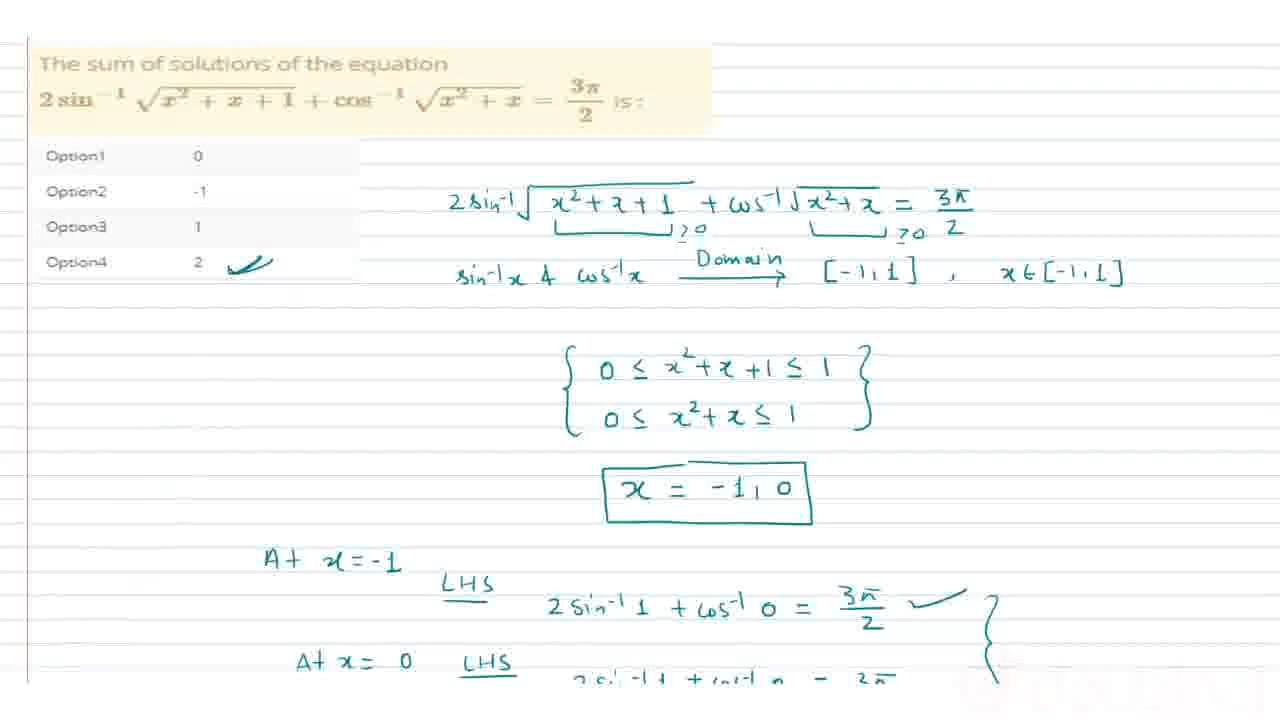 The sum of solutions of the equation
2 sin⁻¹ √(x² + x + 1) + cos⁻¹ √(x² + x) = 3π/2 is :
Option1 0
Option2 -1
Option3 1
Option4 2 ✓
2 sin⁻¹ √(x² + x + 1) + cos⁻¹ √(x² + x) = 3π/2
≥0 ≥0
sin⁻¹x & cos⁻¹x Domain → [-1, 1] , x ∈ [-1, 1]
{ 0 ≤ x² + x + 1 ≤ 1 }
{ 0 ≤ x² + x ≤ 1 }
x = -1, 0
At x = -1
LHS
2 sin⁻¹ 1 + cos⁻¹ 0 = 3π/2 ✓
At x = 0 LHS